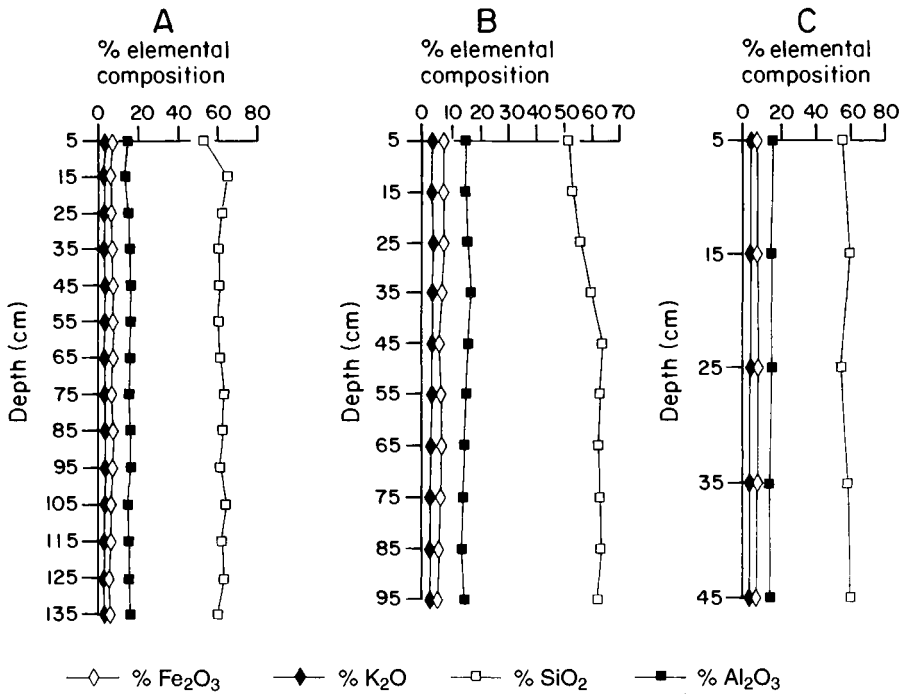 A
% elemental
composition
0 20 40 60 80
5
15
25
35
45
55
65
75
85
95
105
115
125
135
Depth (cm)
B
% elemental
composition
0 10 20 30 40 50 60 70
5
15
25
35
45
55
65
75
85
95
Depth (cm)
C
% elemental
composition
0 20 40 60 80
5
15
25
35
45
Depth (cm)
% Fe₂O₃ % K₂O % SiO₂ % Al₂O₃